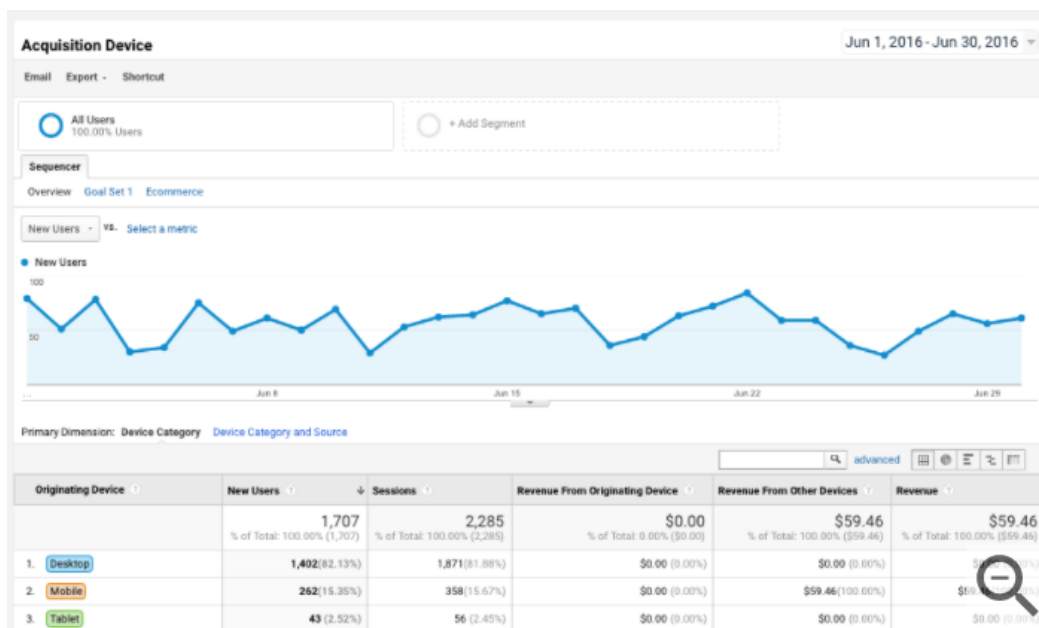 Acquisition Device
Jun 1, 2016 - Jun 30, 2016
Email Export - Shortcut
All Users
100.00% Users
+ Add Segment
Sequencer
Overview Goal Set 1 Ecommerce
New Users vs. Select a metric
New Users
100
50
... Jun 8 Jun 15 Jun 22 Jun 29
Primary Dimension: Device Category Device Category and Source
advanced
Originating Device New Users Sessions Revenue From Originating Device Revenue From Other Devices Revenue
1,707 2,285 $0.00 $59.46 $59.46
% of Total: 100.00% (1,707) % of Total: 100.00% (2,285) % of Total: 0.00% ($0.00) % of Total: 100.00% ($59.46) % of Total: 100.00% ($59.46)
1. Desktop 1,402(82.13%) 1,871(81.88%) $0.00 (0.00%) $0.00 (0.00%)
2. Mobile 262(15.35%) 358(15.67%) $0.00 (0.00%) $59.46(100.00%)
3. Tablet 43 (2.52%) 56 (2.45%) $0.00 (0.00%) $0.00 (0.00%) $0.00